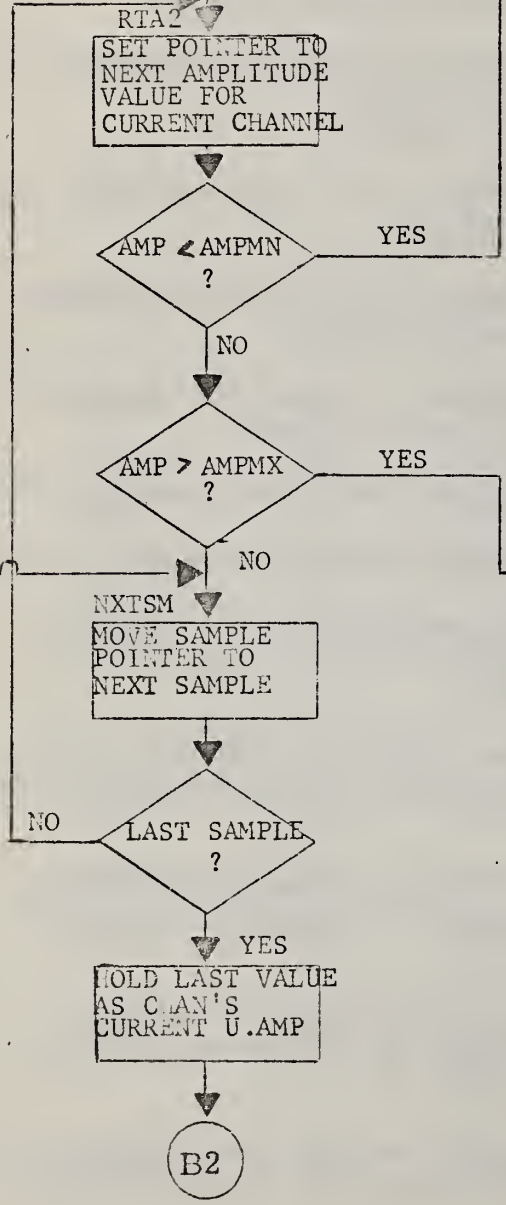 RTA2
SET POINTER TO
NEXT AMPLITUDE
VALUE FOR
CURRENT CHANNEL
AMP < AMPMN
?
YES
NO
AMP > AMPMX
?
YES
NO
NXTSM
MOVE SAMPLE
POINTER TO
NEXT SAMPLE
NO
LAST SAMPLE
?
YES
HOLD LAST VALUE
AS CHAN'S
CURRENT U.AMP
B2